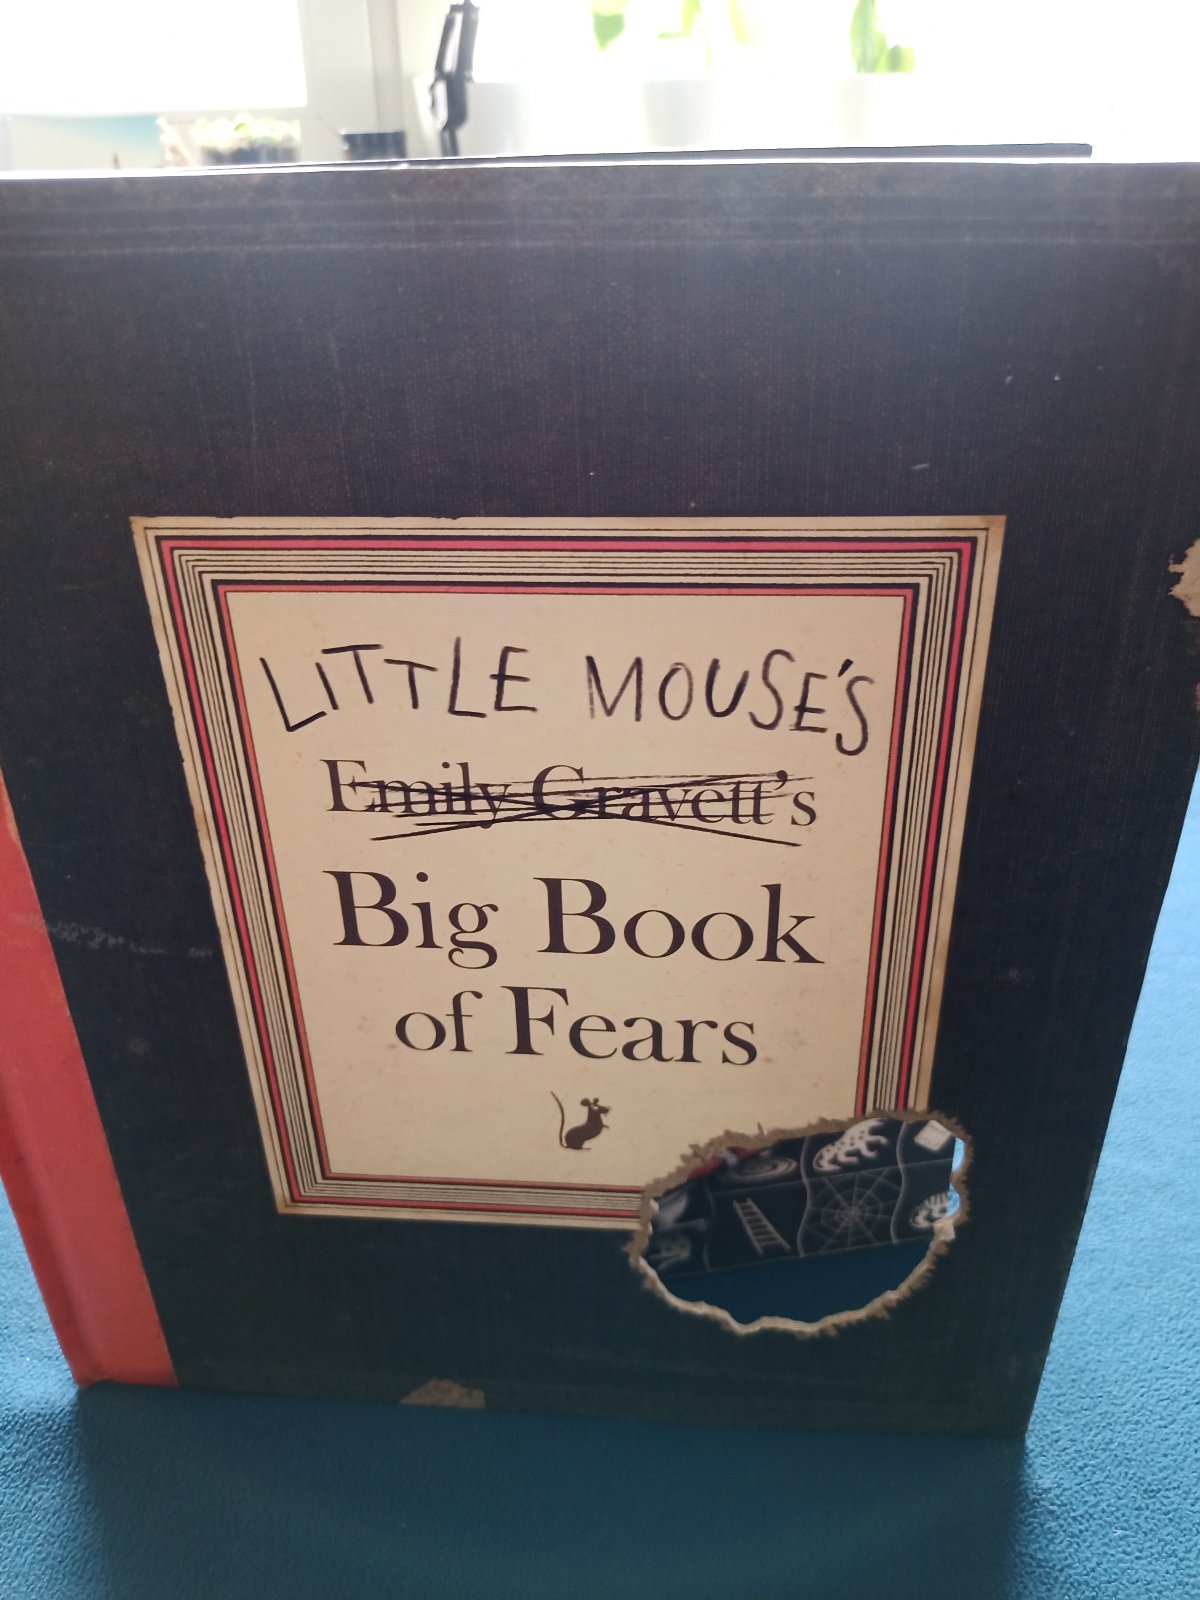 LITTLE MOUSE'S
Emily Gravett's
Big Book
of Fears